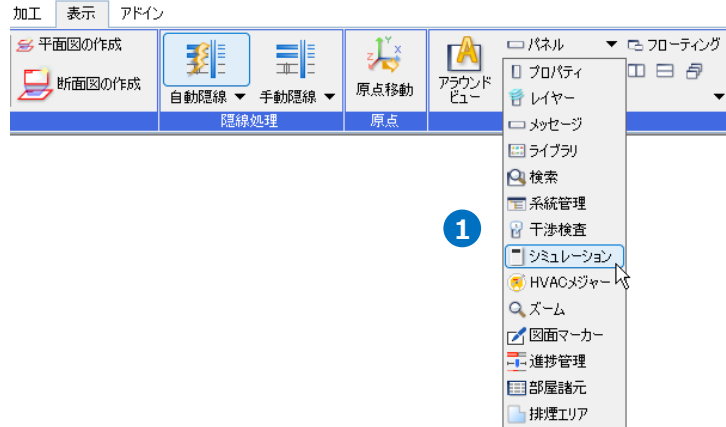 加工 表示 アドイン
平面図の作成
断面図の作成
自動隠線 手動隠線
隠線処理
原点移動
原点
アラウンド
ビュー
パネル
フローティング
プロパティ
レイヤー
メッセージ
ライブラリ
検索
系統管理
干渉検査
シミュレーション
HVACメジャー
ズーム
図面マーカー
進捗管理
部屋諸元
排煙エリア
1